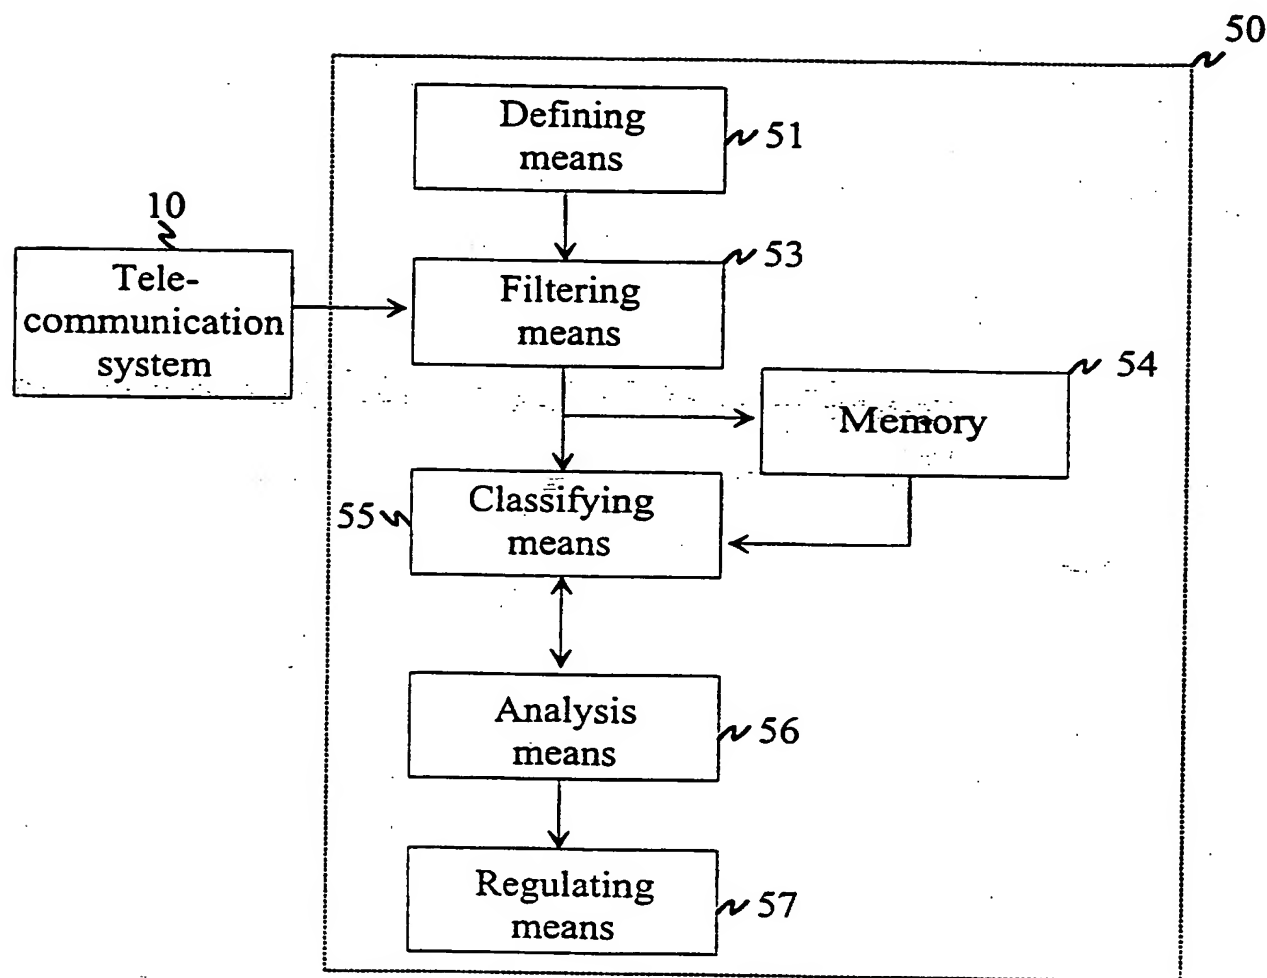 50
Defining
means
51
10
Tele-
communication
system
53
Filtering
means
54
Memory
55
Classifying
means
Analysis
means
56
Regulating
means
57